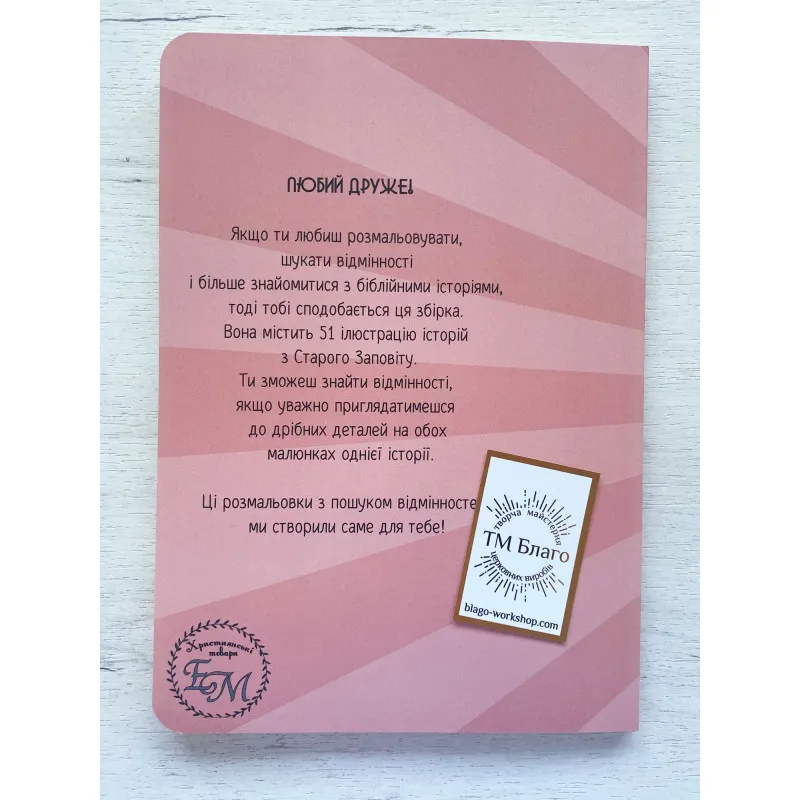 ЛЮБИЙ ДРУЖЕ!
Якщо ти любиш розмальовувати,
шукати відмінності
і більше знайомитися з біблійними історіями,
тоді тобі сподобається ця збірка.
Вона містить 51 ілюстрацію історій
з Старого Заповіту.
Ти зможеш знайти відмінності,
якщо уважно приглядатимешся
до дрібних деталей на обох
малюнках однієї історії.
Ці розмальовки з пошуком відмінносте
ми створили саме для тебе!
творча майстерня
ТМ Благо
церковних виробів
blago-workshop.com
Християнські
товари
ЕМ